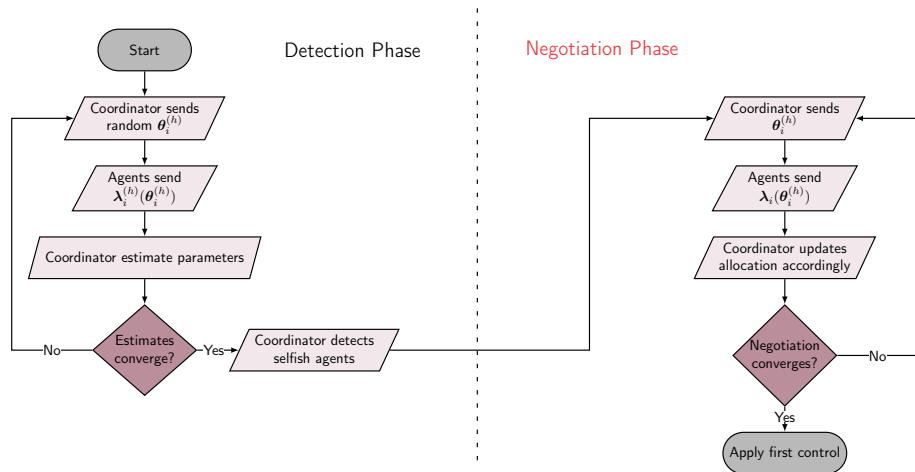 Detection Phase
Start
Coordinator sends
random θ_i^(h)
Agents send
λ_i^(h)(θ_i^(h))
Coordinator estimate parameters
Estimates
converge?
No
Yes
Coordinator detects
selfish agents
Negotiation Phase
Coordinator sends
θ_i^(h)
Agents send
λ_i(θ_i^(h))
Coordinator updates
allocation accordingly
Negotiation
converges?
No
Yes
Apply first control